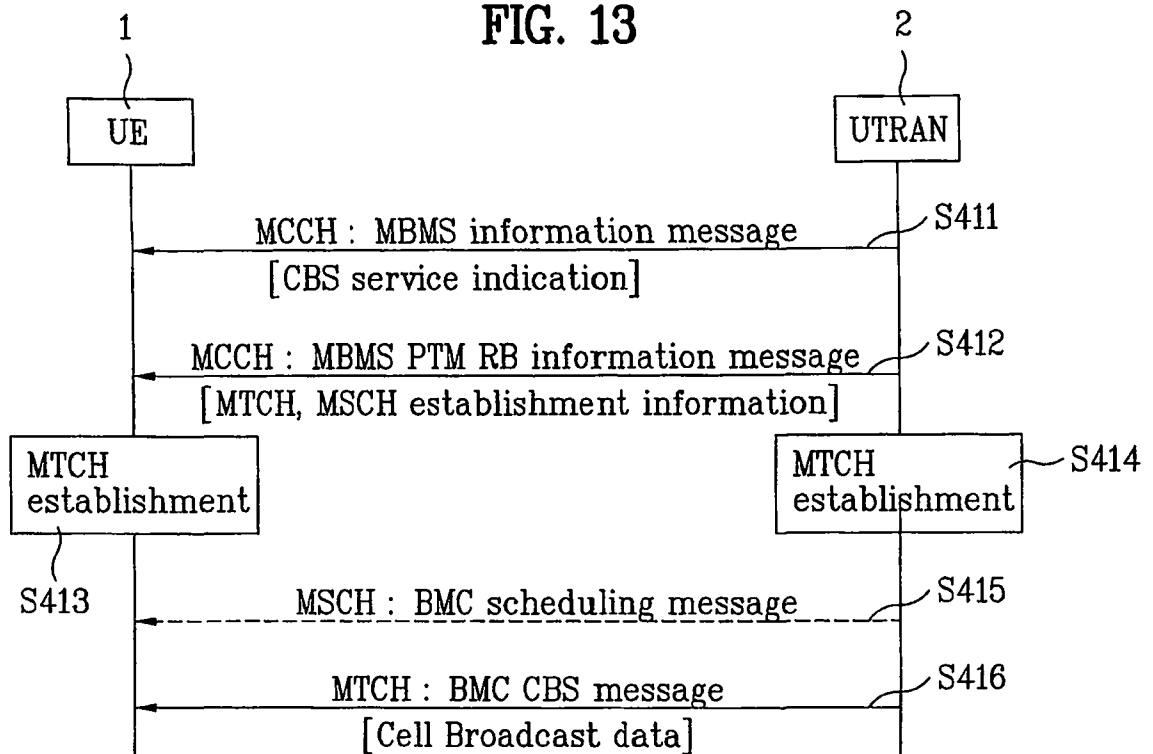 FIG. 13
1
2
UE
UTRAN
MCCH : MBMS information message
S411
[CBS service indication]
MCCH : MBMS PTM RB information message
S412
[MTCH, MSCH establishment information]
MTCH
establishment
MTCH
establishment
S414
S413
MSCH : BMC scheduling message
S415
MTCH : BMC CBS message
S416
[Cell Broadcast data]